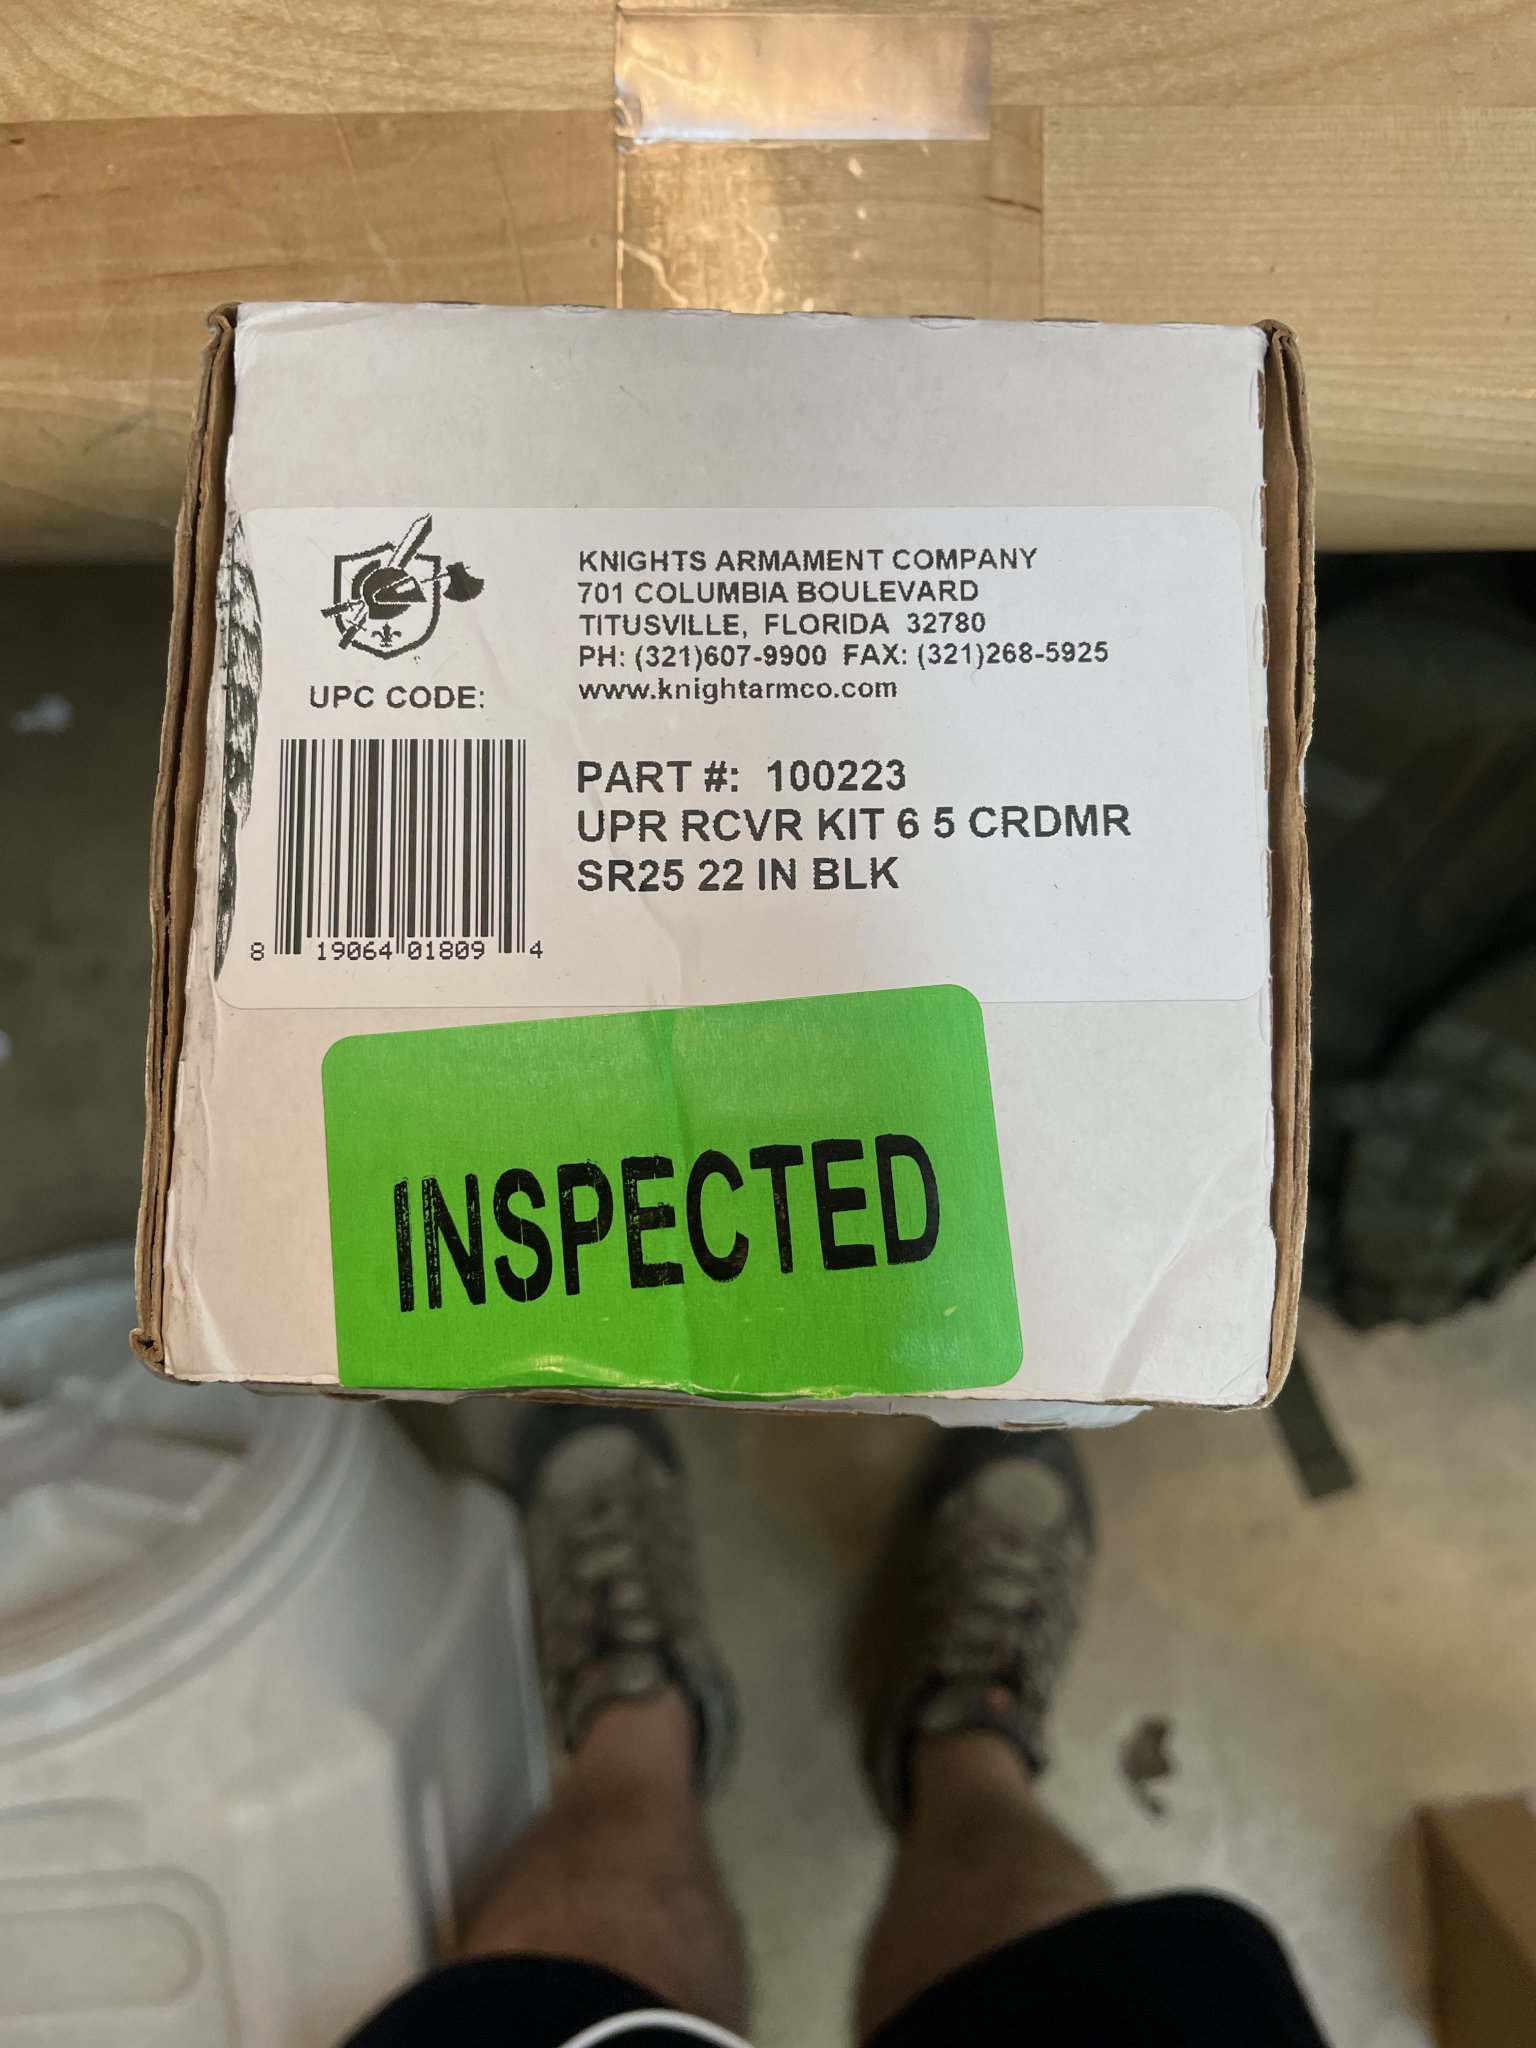 KNIGHTS ARMAMENT COMPANY
701 COLUMBIA BOULEVARD
TITUSVILLE, FLORIDA 32780
PH: (321)607-9900 FAX: (321)268-5925
www.knightarmco.com
UPC CODE:
8 19064 01809 4
PART #: 100223
UPR RCVR KIT 6 5 CRDMR
SR25 22 IN BLK
INSPECTED